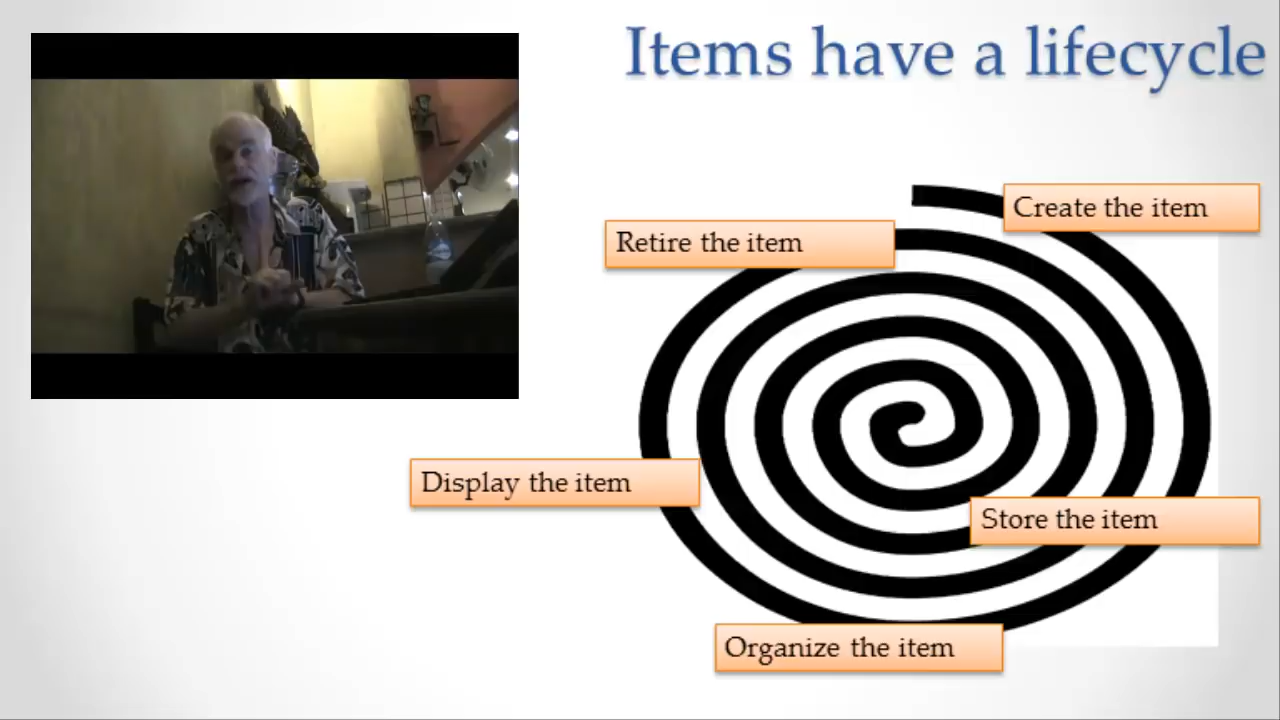 Items have a lifecycle
Create the item
Retire the item
Display the item
Store the item
Organize the item